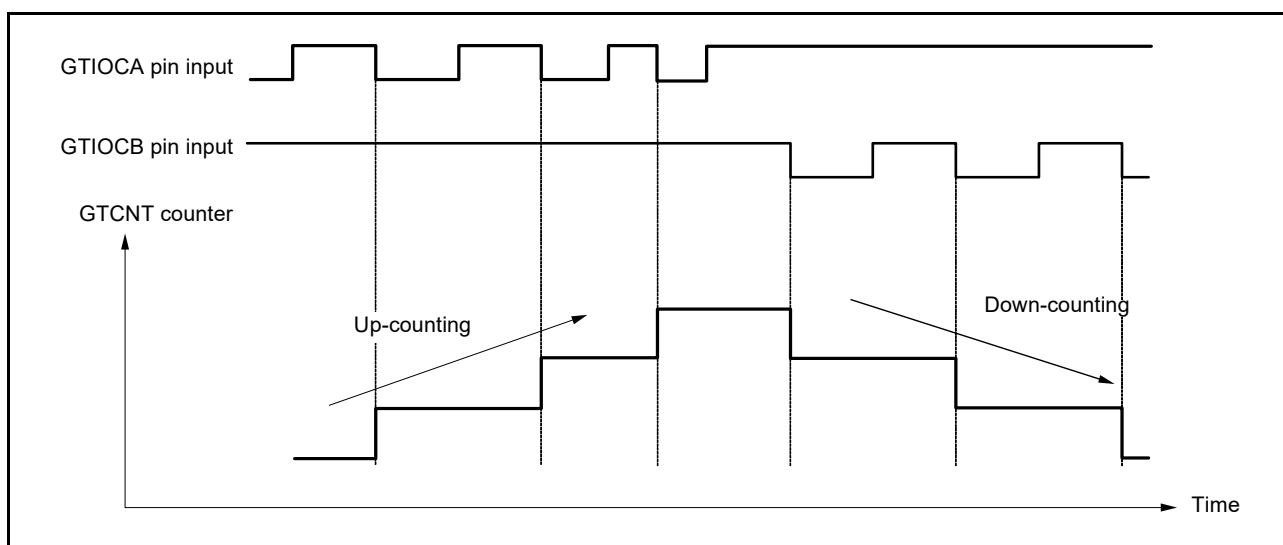 GTIOCA pin input
GTIOCB pin input
GTCNT counter
Up-counting
Down-counting
Time